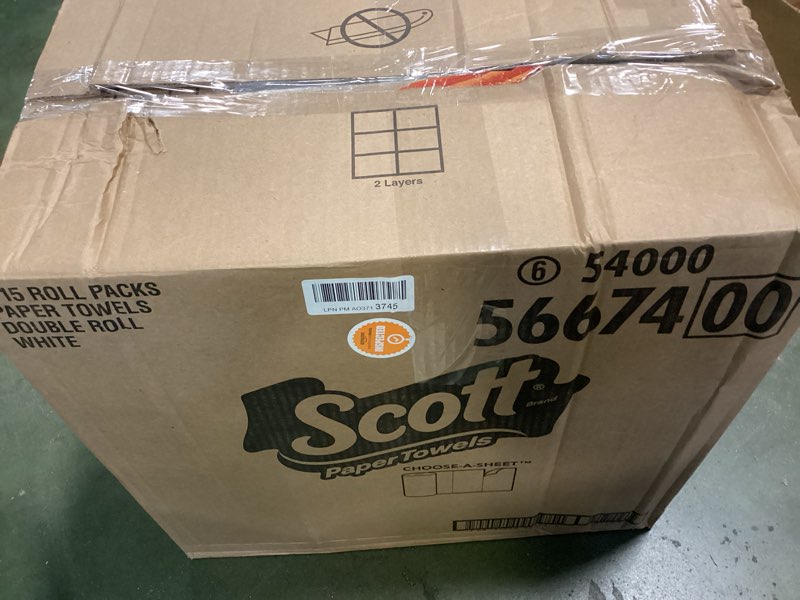 2 Layers
15 ROLL PACKS
PAPER TOWELS
DOUBLE ROLL
WHITE
LPN PM AO371 3745
INSPECTED
6 54000
56674 00
Scott®
Brand
Paper Towels
CHOOSE-A-SHEET™